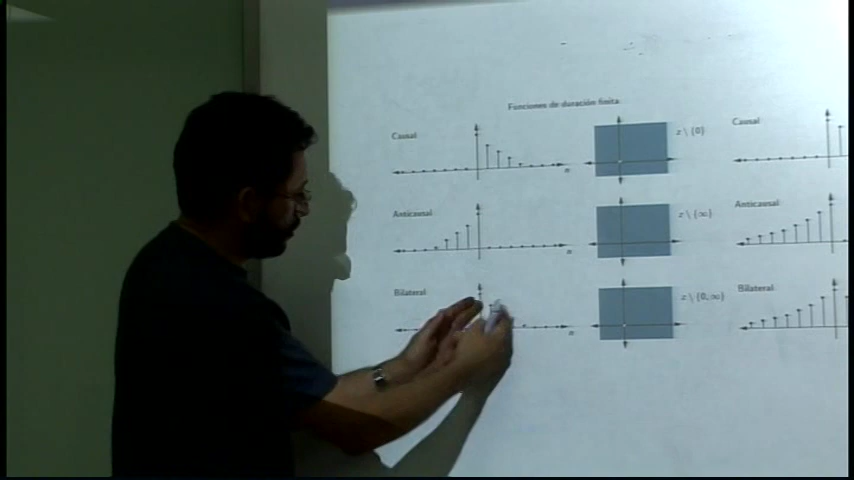 Funciones de duración finita
Causal
n
z \ {0}
Causal
Anticausal
n
z \ {∞}
Anticausal
Bilateral
n
z \ {0, ∞}
Bilateral